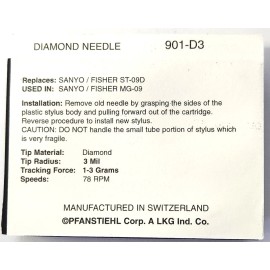 DIAMOND NEEDLE 901-D3
Replaces: SANYO / FISHER ST-09D
USED IN: SANYO / FISHER MG-09
Installation: Remove old needle by grasping the sides of the
plastic stylus body and pulling forward out of the cartridge.
Reverse procedure to install new stylus.
CAUTION: DO NOT handle the small tube portion of stylus which
is very fragile.
Tip Material: Diamond
Tip Radius: 3 Mil
Tracking Force: 1-3 Grams
Speeds: 78 RPM
MANUFACTURED IN SWITZERLAND
©PFANSTIEHL Corp. A LKG Ind. Co.